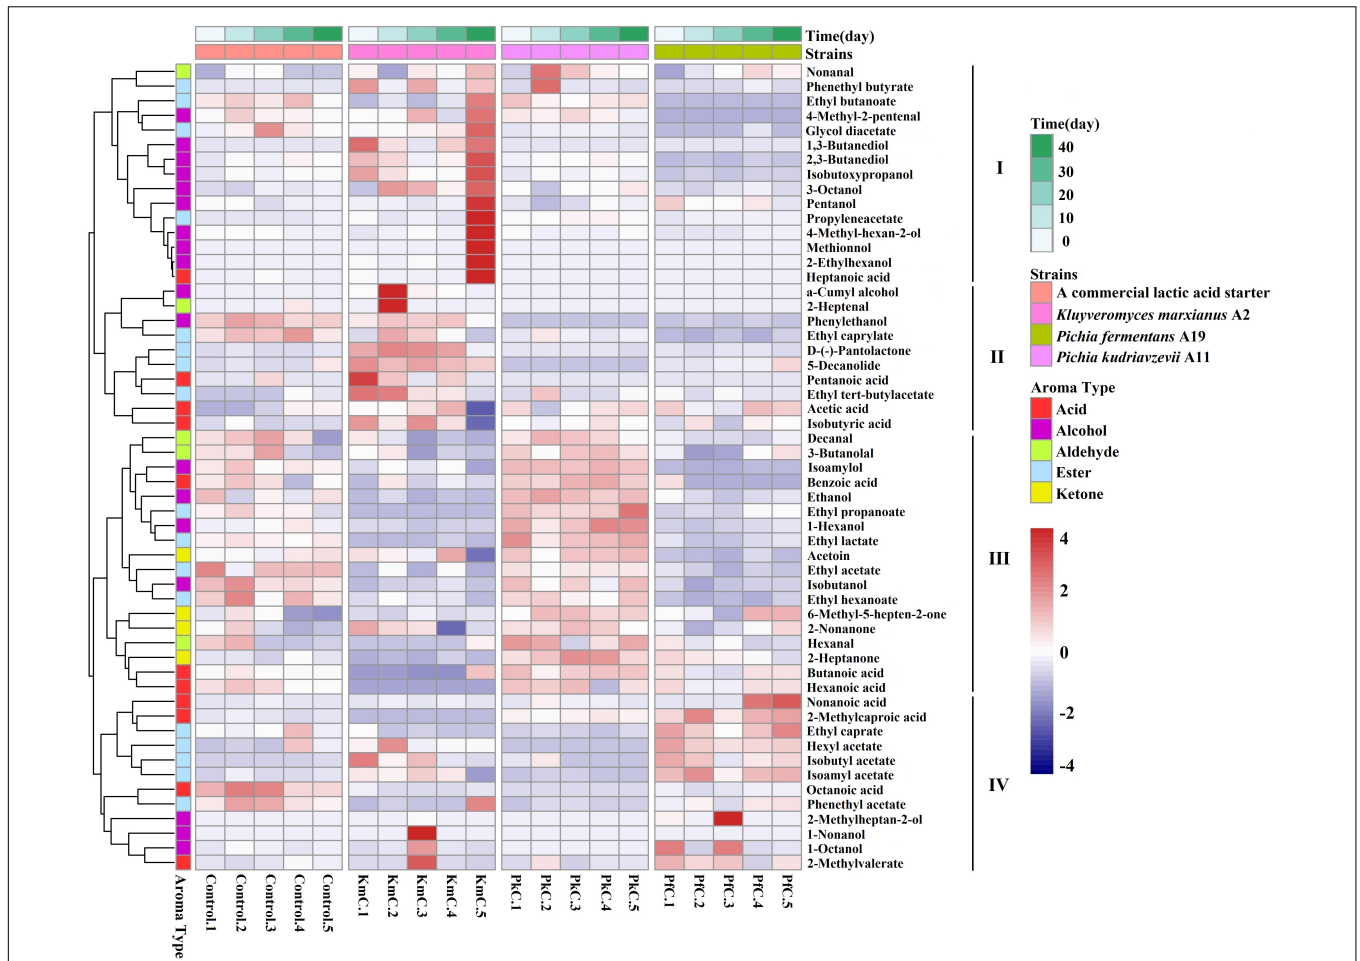 Time(day)
Strains
Nonanal
Phenethyl butyrate
Ethyl butanoate
4-Methyl-2-pentenal
Glycol diacetate
1,3-Butanediol
2,3-Butanediol
Isobutoxypropanol
3-Octanol
Pentanol
Propyleneacetate
4-Methyl-hexan-2-ol
Methionnol
2-Ethylhexanol
Heptanoic acid
a-Cumyl alcohol
2-Heptenal
Phenylethanol
Ethyl caprylate
D-(-)-Pantolactone
5-Decanolide
Pentanoic acid
Ethyl tert-butylacetate
Acetic acid
Isobutyric acid
Decanal
3-Butanolal
Isoamylol
Benzoic acid
Ethanol
Ethyl propanoate
1-Hexanol
Ethyl lactate
Acetoin
Ethyl acetate
Isobutanol
Ethyl hexanoate
6-Methyl-5-hepten-2-one
2-Nonanone
Hexanal
2-Heptanone
Butanoic acid
Hexanoic acid
Nonanoic acid
2-Methylcaproic acid
Ethyl caprate
Hexyl acetate
Isobutyl acetate
Isoamyl acetate
Octanoic acid
Phenethyl acetate
2-Methylheptan-2-ol
1-Nonanol
1-Octanol
2-Methylvalerate
I
II
III
IV
Time(day)
40
30
20
10
0
Strains
A commercial lactic acid starter
Kluyveromyces marxianus A2
Pichia fermentans A19
Pichia kudriavzevii A11
Aroma Type
Acid
Alcohol
Aldehyde
Ester
Ketone
4
2
0
-2
-4
Aroma Type
Control.1
Control.2
Control.3
Control.4
Control.5
KmC.1
KmC.2
KmC.3
KmC.4
KmC.5
PkC.1
PkC.2
PkC.3
PkC.4
PkC.5
PfC.1
PfC.2
PfC.3
PfC.4
PfC.5